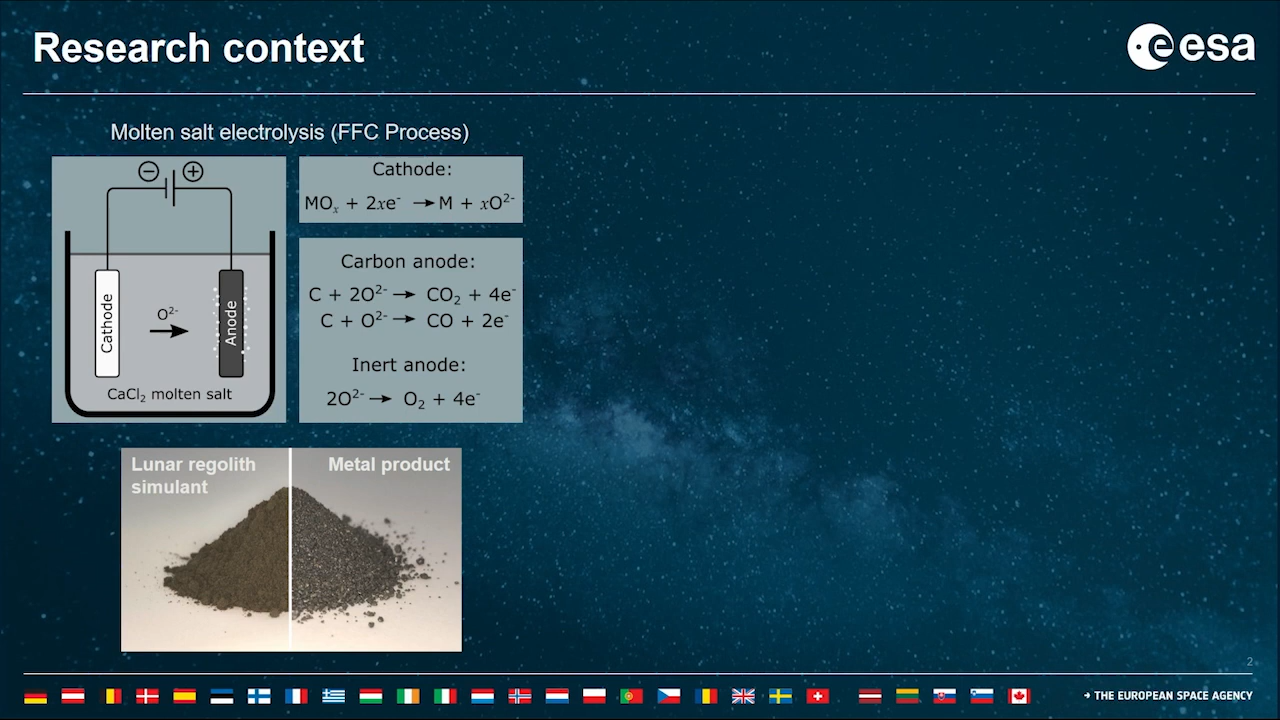 Research context
esa
Molten salt electrolysis (FFC Process)
⊖ ⊕
Cathode
O²⁻
Anode
CaCl₂ molten salt
Cathode:
MOₓ + 2xe⁻ → M + xO²⁻
Carbon anode:
C + 2O²⁻ → CO₂ + 4e⁻
C + O²⁻ → CO + 2e⁻
Inert anode:
2O²⁻ → O₂ + 4e⁻
Lunar regolith
simulant
Metal product
2
→ THE EUROPEAN SPACE AGENCY